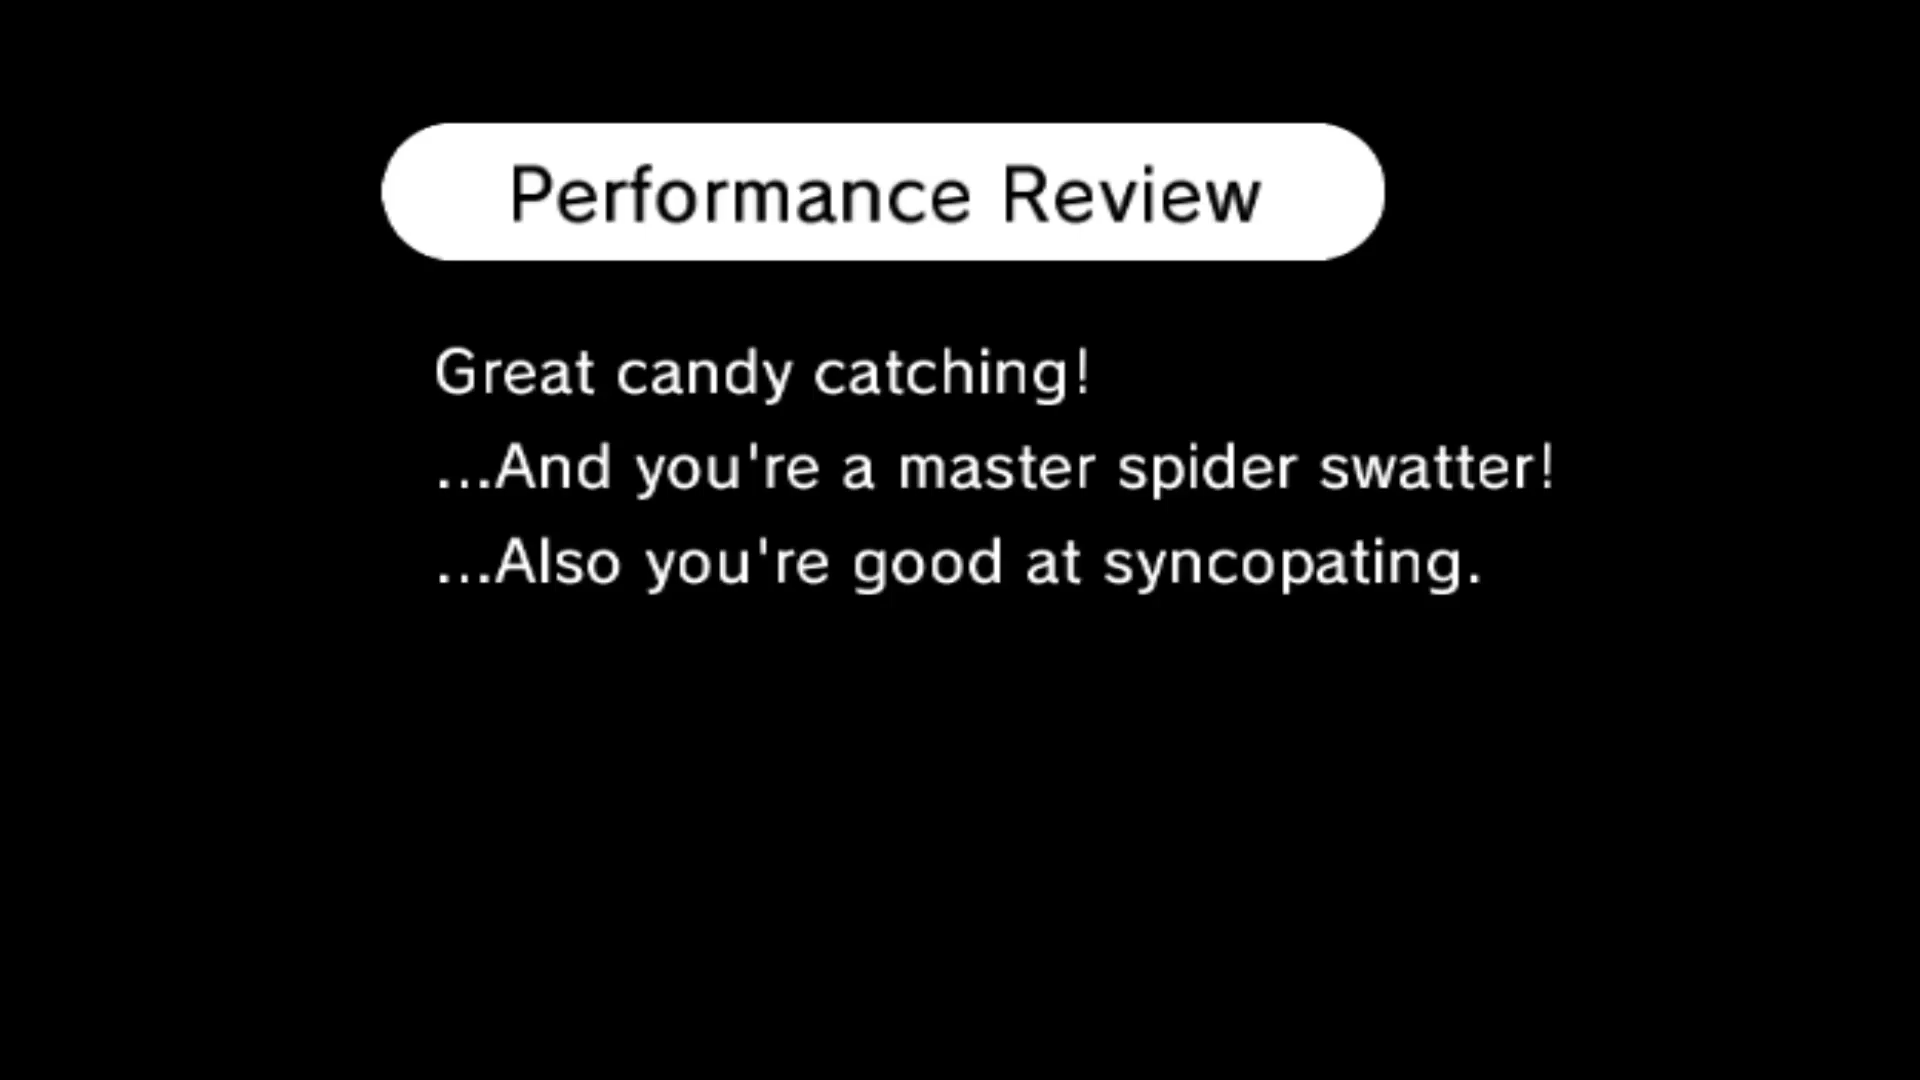 Performance Review
Great candy catching!
...And you're a master spider swatter!
...Also you're good at syncopating.